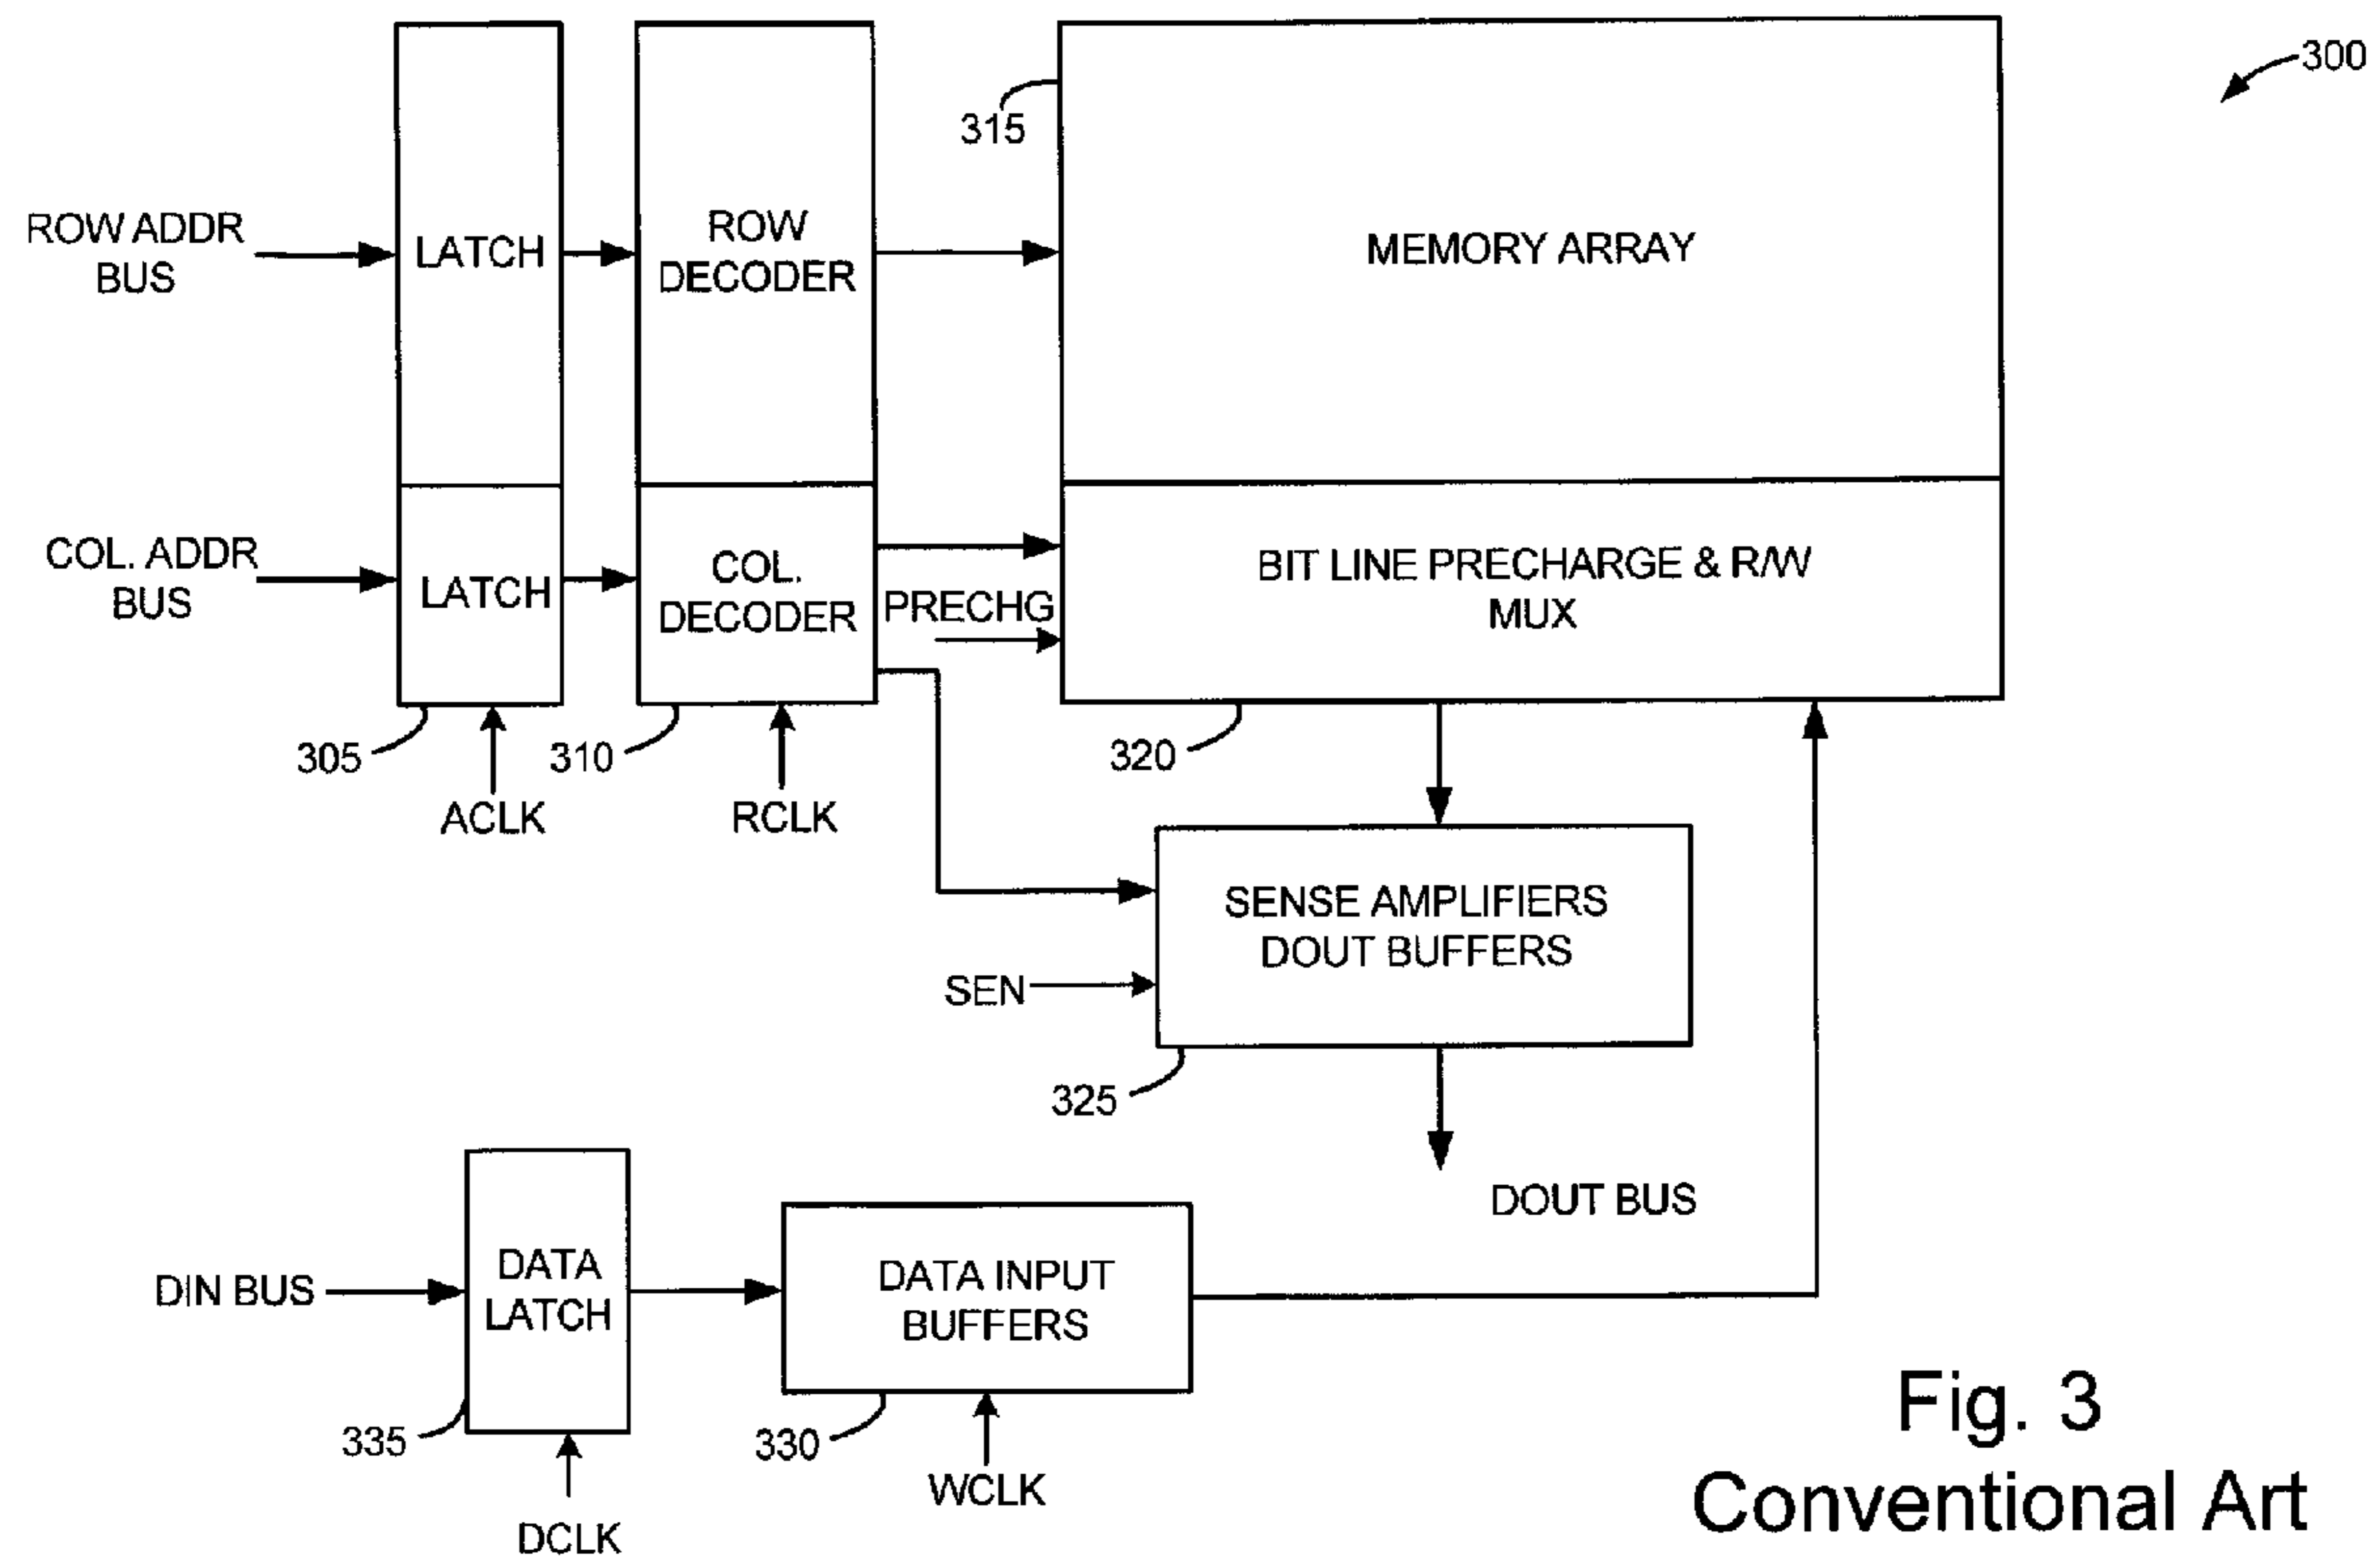 300
315
ROW ADDR
BUS
LATCH
ROW
DECODER
MEMORY ARRAY
COL. ADDR
BUS
LATCH
COL.
DECODER
PRECHG
BIT LINE PRECHARGE & R/W
MUX
305
310
320
ACLK
RCLK
SENSE AMPLIFIERS
DOUT BUFFERS
SEN
325
DOUT BUS
DIN BUS
DATA
LATCH
DATA INPUT
BUFFERS
335
330
WCLK
DCLK
Fig. 3
Conventional Art